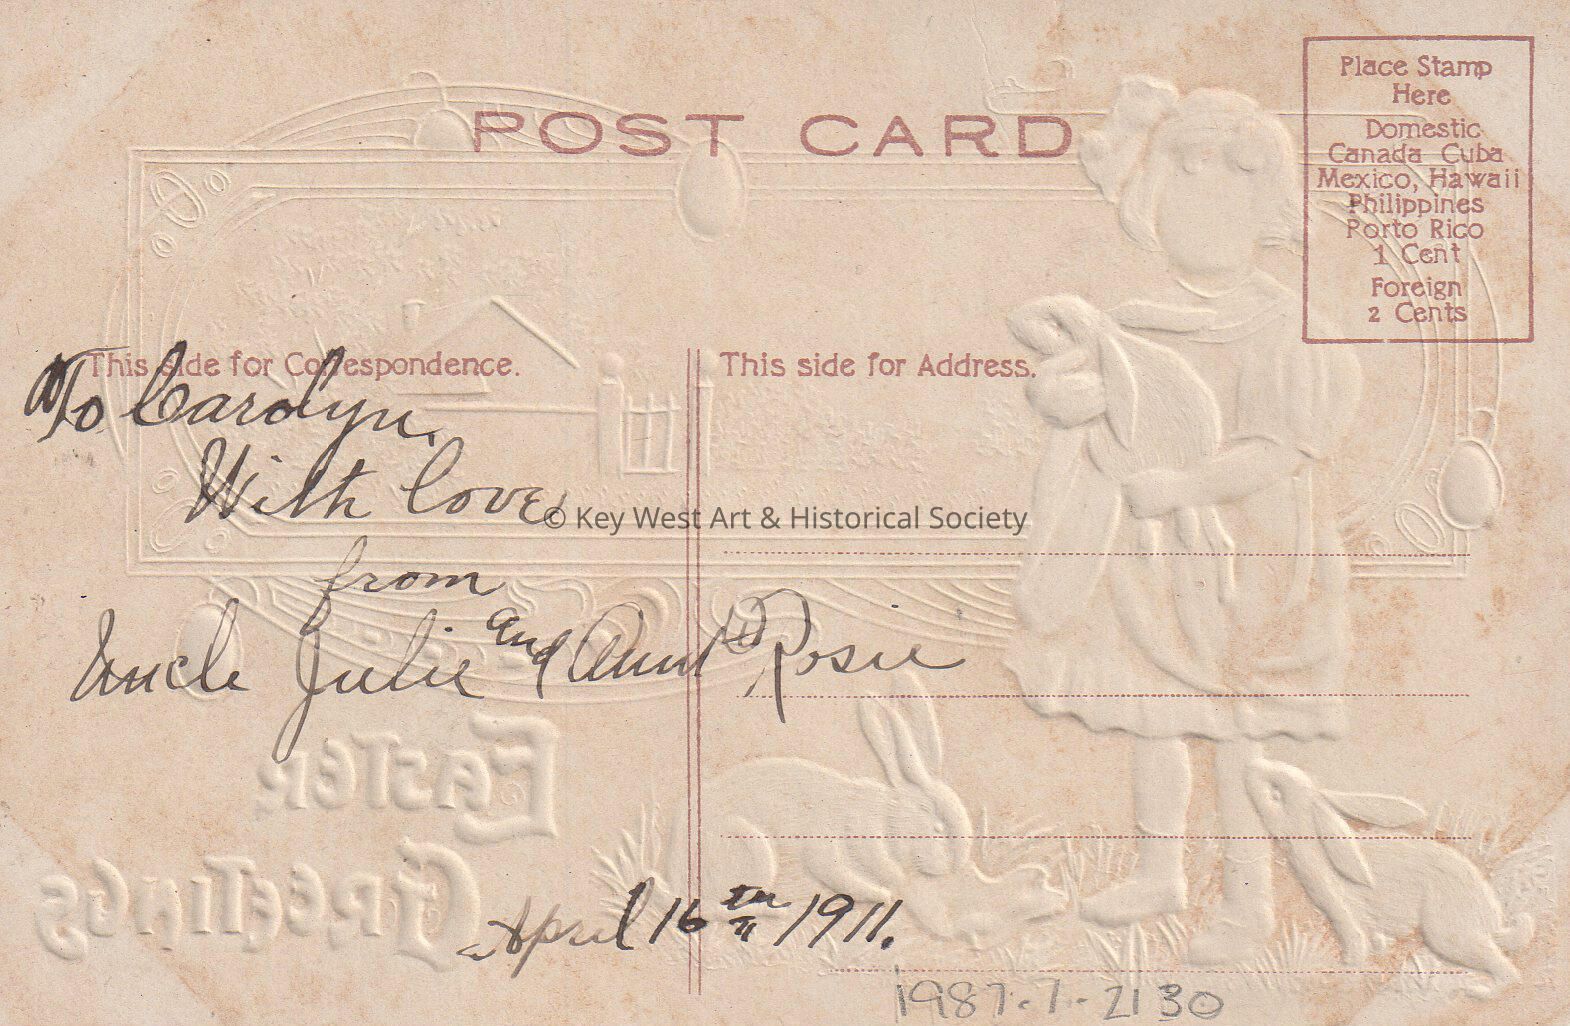 POST CARD
Place Stamp
Here
Domestic
Canada Cuba
Mexico, Hawaii
Philippines
Porto Rico
1 Cent
Foreign
2 Cents
This side for Correspondence.
This side for Address.
To Carolyn,
With love,
© Key West Art & Historical Society
from
Uncle Julie and Aunt Rosie
EASTER
GREETINGS
April 16th 1911.
1987.7.2130